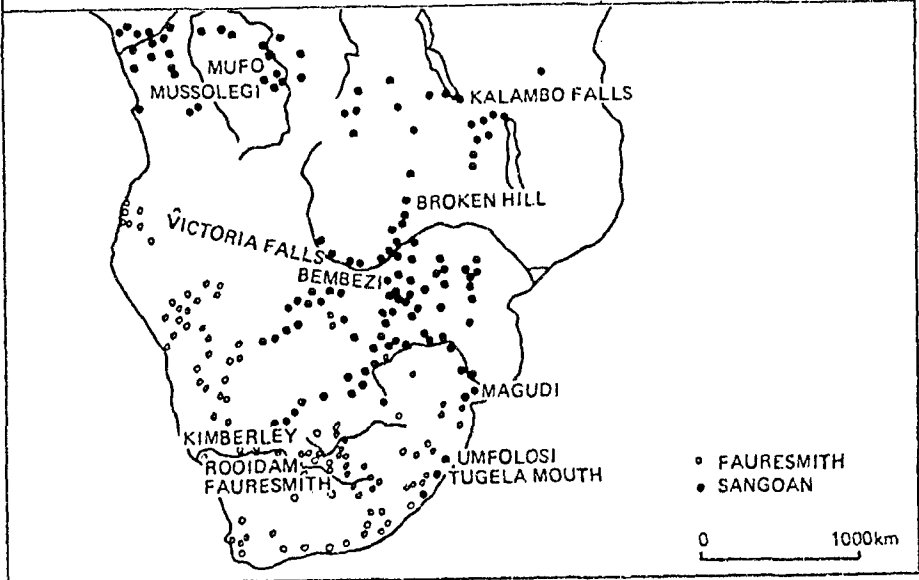 MUFO
MUSSOLEGI
KALAMBO FALLS
BROKEN HILL
VICTORIA FALLS
BEMBEZI
MAGUDI
KIMBERLEY
ROOIDAM
FAURESMITH
UMFOLOSI
TUGELA MOUTH
FAURESMITH
SANGOAN
0 1000km